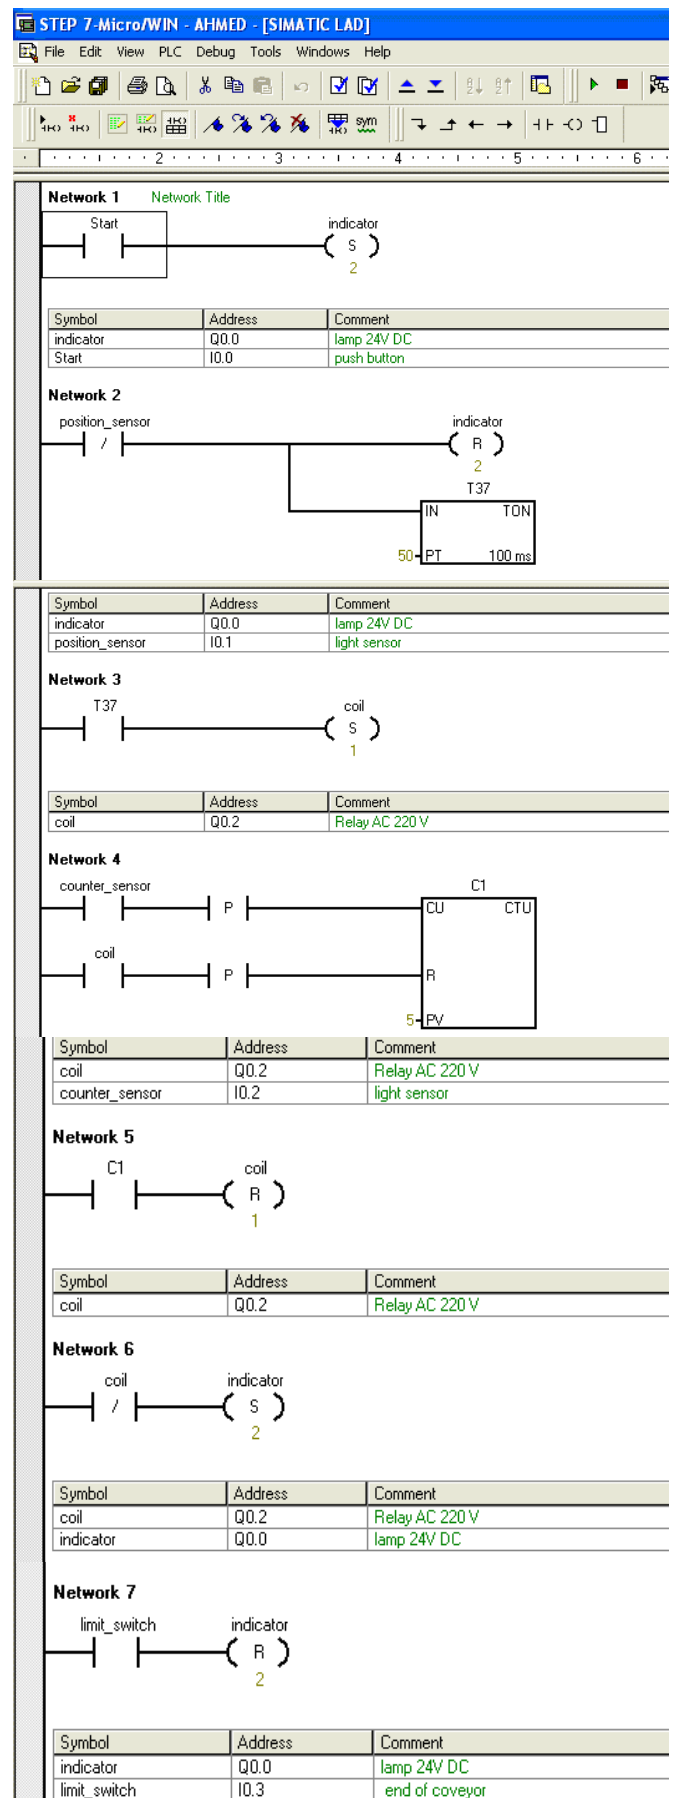 STEP 7-Micro/WIN - AHMED - [SIMATIC LAD]
File Edit View PLC Debug Tools Windows Help
sym
2 3 4 5 6
Network 1 Network Title
Start indicator
S
2
Symbol Address Comment
indicator Q0.0 lamp 24V DC
Start I0.0 push button
Network 2
position_sensor indicator
/ R
2
T37
IN TON
50 PT 100 ms
Symbol Address Comment
indicator Q0.0 lamp 24V DC
position_sensor I0.1 light sensor
Network 3
T37 coil
S
1
Symbol Address Comment
coil Q0.2 Relay AC 220 V
Network 4
counter_sensor C1
P CU CTU
coil
P R
5 PV
Symbol Address Comment
coil Q0.2 Relay AC 220 V
counter_sensor I0.2 light sensor
Network 5
C1 coil
R
1
Symbol Address Comment
coil Q0.2 Relay AC 220 V
Network 6
coil indicator
/ S
2
Symbol Address Comment
coil Q0.2 Relay AC 220 V
indicator Q0.0 lamp 24V DC
Network 7
limit_switch indicator
R
2
Symbol Address Comment
indicator Q0.0 lamp 24V DC
limit_switch I0.3 end of coveyor